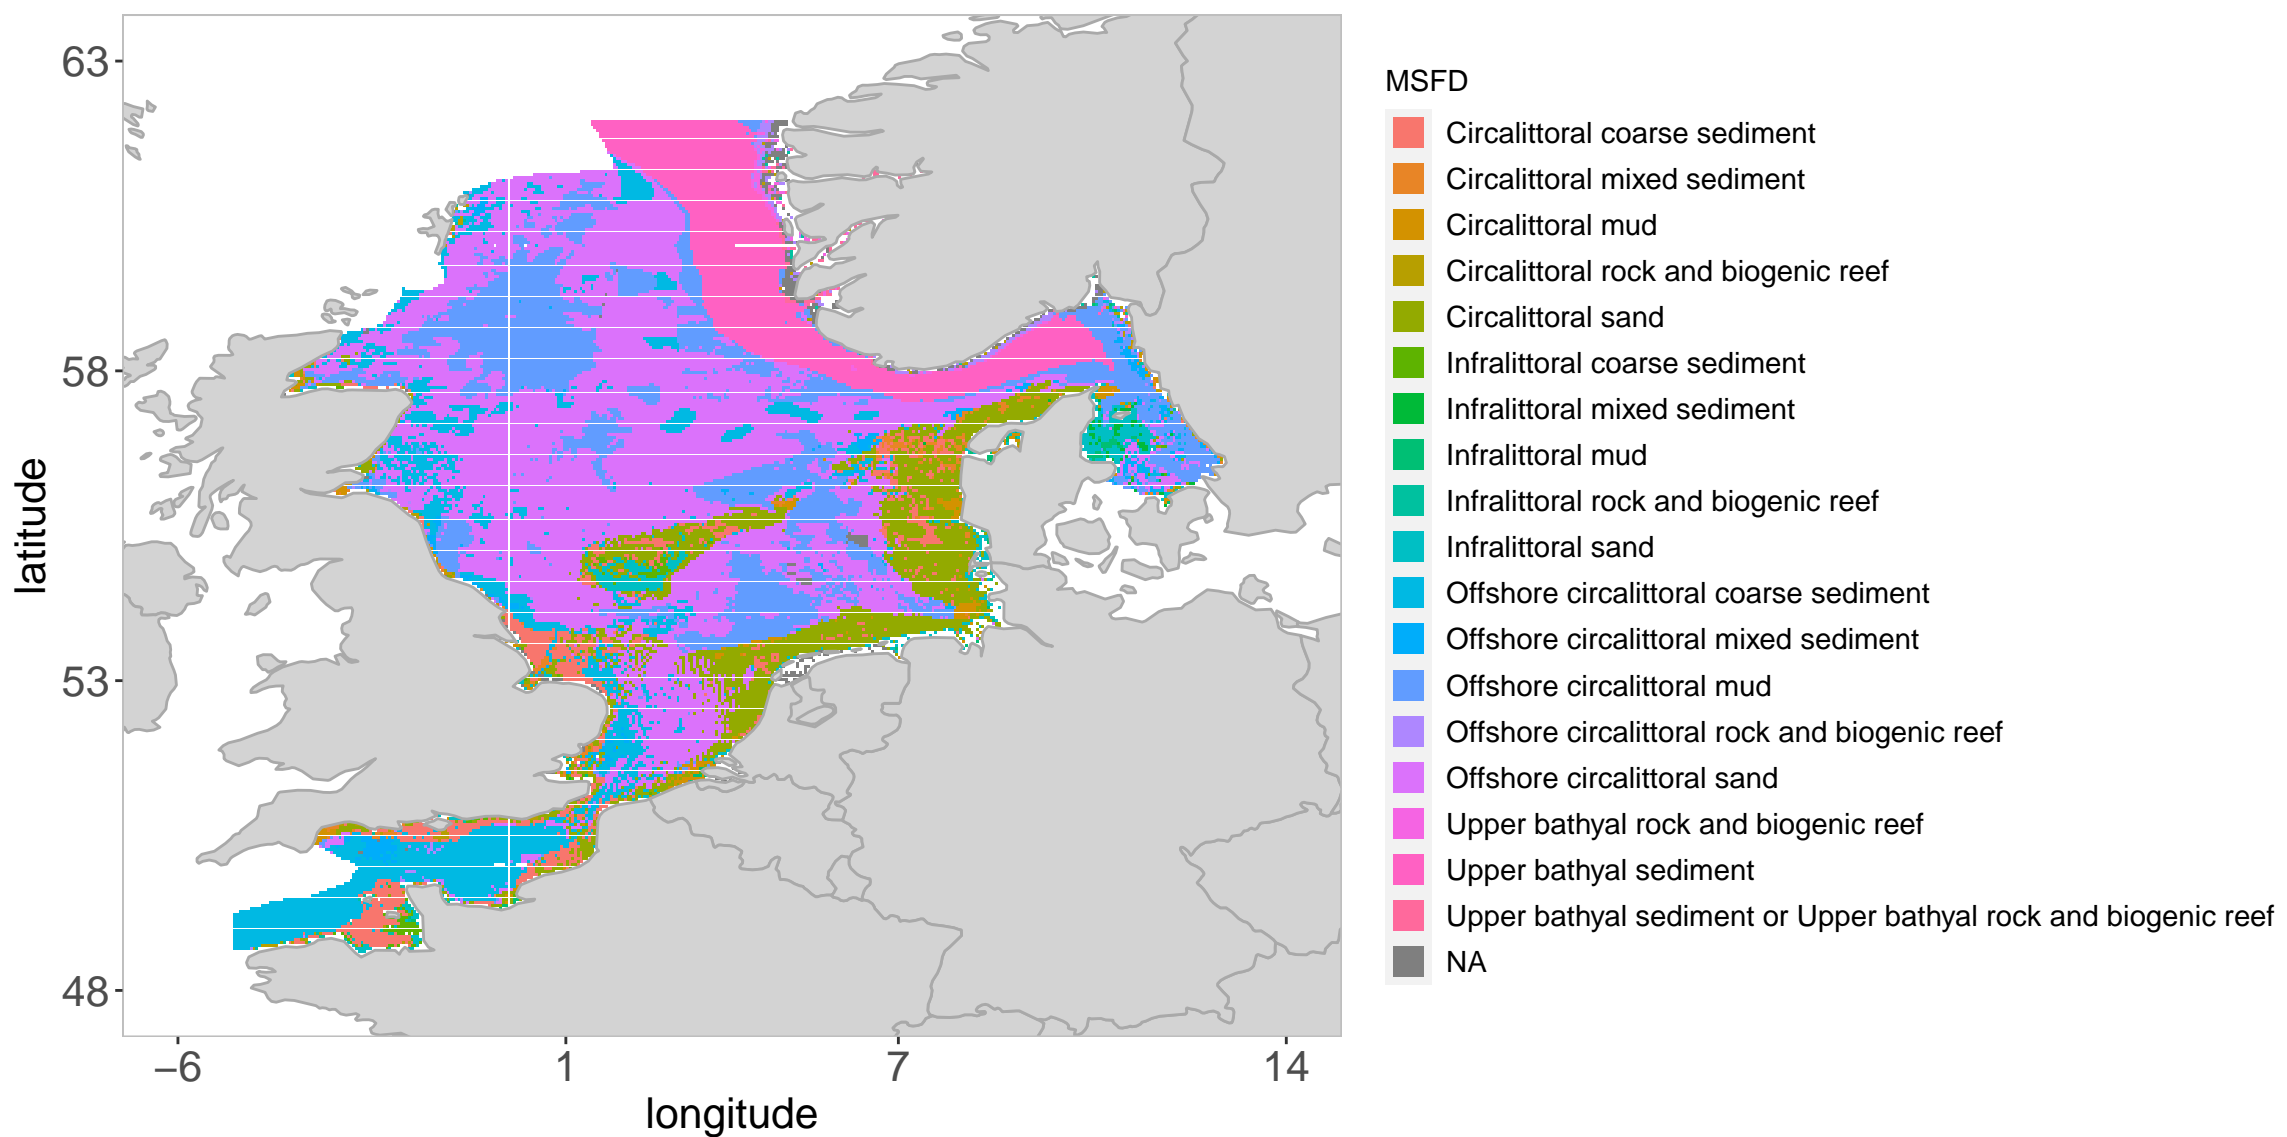 63
58
53
48
latitude
−6
1
7
14
longitude
MSFD
Circalittoral coarse sediment
Circalittoral mixed sediment
Circalittoral mud
Circalittoral rock and biogenic reef
Circalittoral sand
Infralittoral coarse sediment
Infralittoral mixed sediment
Infralittoral mud
Infralittoral rock and biogenic reef
Infralittoral sand
Offshore circalittoral coarse sediment
Offshore circalittoral mixed sediment
Offshore circalittoral mud
Offshore circalittoral rock and biogenic reef
Offshore circalittoral sand
Upper bathyal rock and biogenic reef
Upper bathyal sediment
Upper bathyal sediment or Upper bathyal rock and biogenic reef
NA